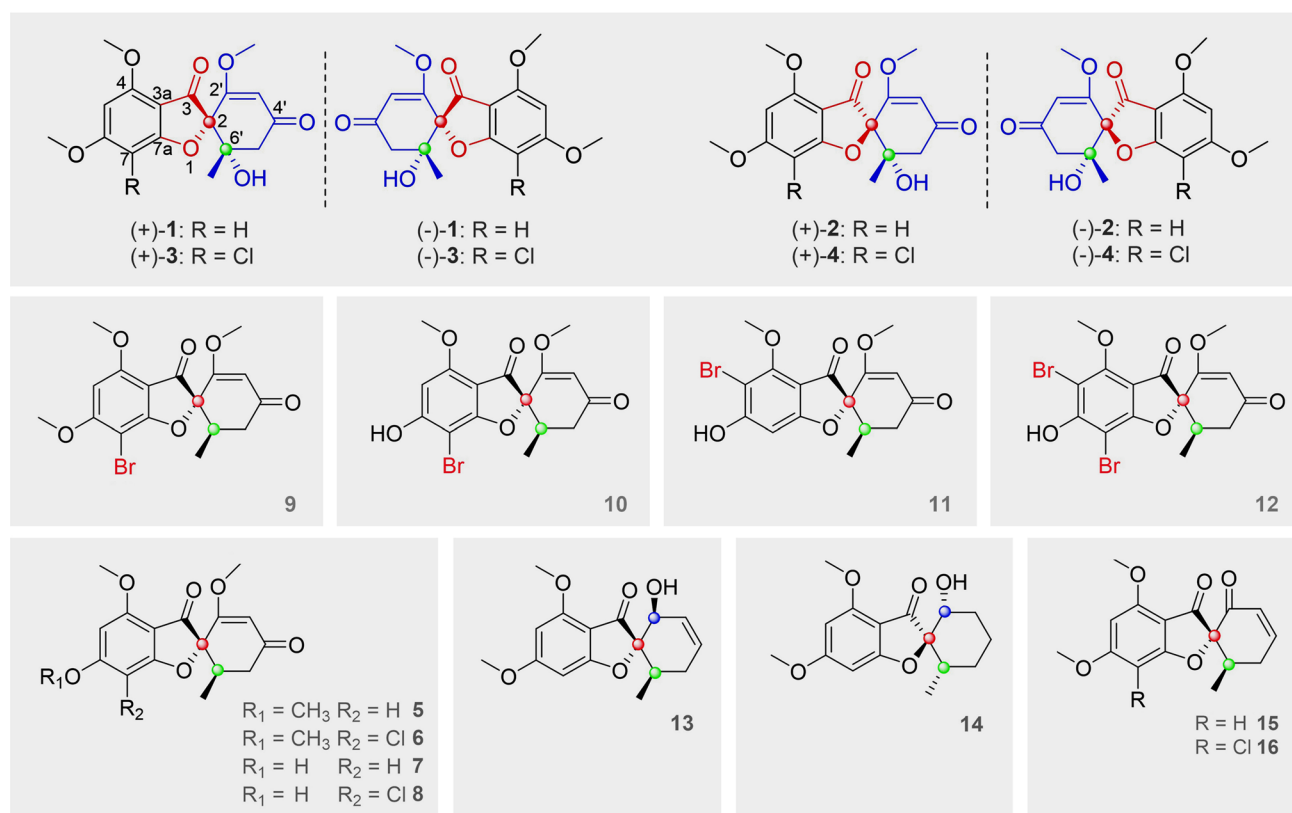 O O O O O O O O
4 3a 3 2' 4' 2 6' 7 7a O 1
O O O O O O O O
R OH HO R R OH HO R
(+)-1: R = H (-)-1: R = H (+)-2: R = H (-)-2: R = H
(+)-3: R = Cl (-)-3: R = Cl (+)-4: R = Cl (-)-4: R = Cl
O O O O O Br O O O Br O O O
O O O HO O O HO O O HO O O
Br Br Br
9 10 11 12
O O O O O OH O O OH O O O
R1O O O O O O O O O
R2 R
R1 = CH3 R2 = H 5
R1 = CH3 R2 = Cl 6
R1 = H R2 = H 7
R1 = H R2 = Cl 8
13
14
R = H 15
R = Cl 16